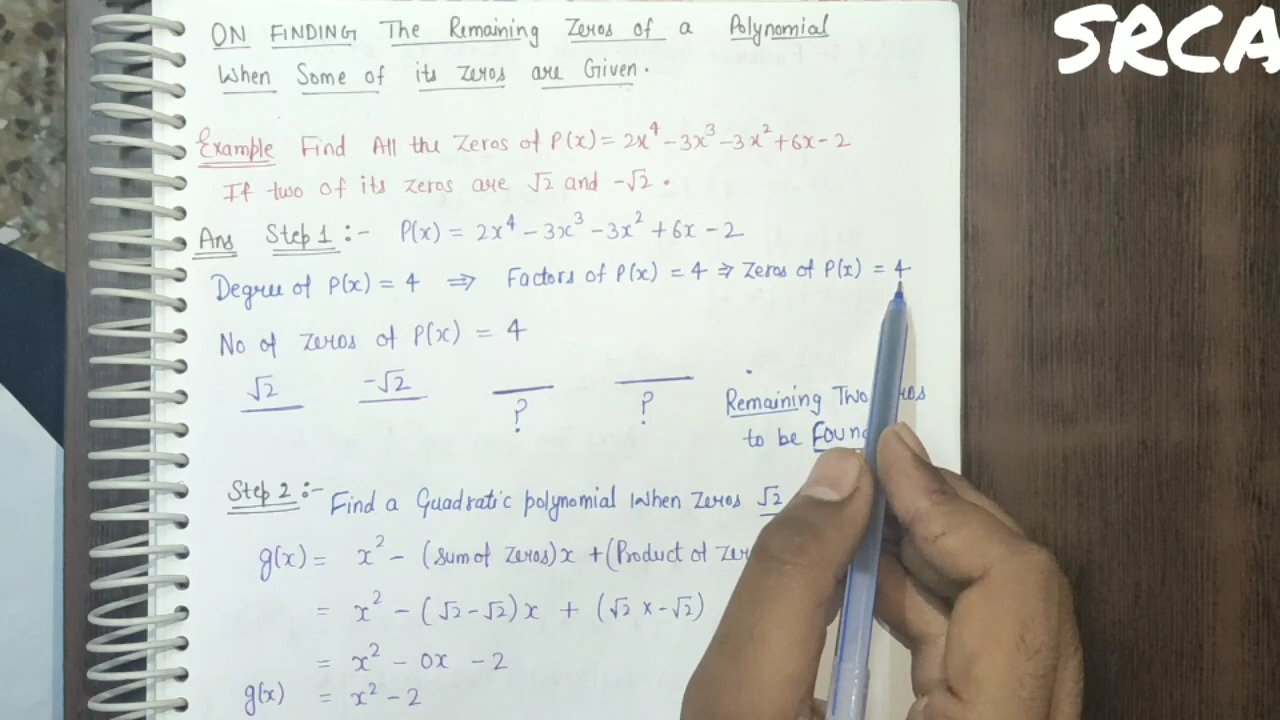 SRCA
ON FINDING The Remaining Zeros of a Polynomial
When Some of its Zeros are Given.
Example Find All the Zeros of P(x) = 2x⁴ - 3x³ - 3x² + 6x - 2
If two of its zeros are √2 and -√2.
Ans Step 1 :- P(x) = 2x⁴ - 3x³ - 3x² + 6x - 2
Degree of P(x) = 4 ⇒ Factors of P(x) = 4 ⇒ Zeros of P(x) = 4
No of Zeros of P(x) = 4
√2 -√2
? ? Remaining Two
to be
Step 2 :- Find a Quadratic polynomial When Zeros √2
g(x) = x² - (Sum of Zeros)x + (Product of
= x² - (√2 - √2)x + (√2 x -√2)
= x² - 0x - 2
g(x) = x² - 2